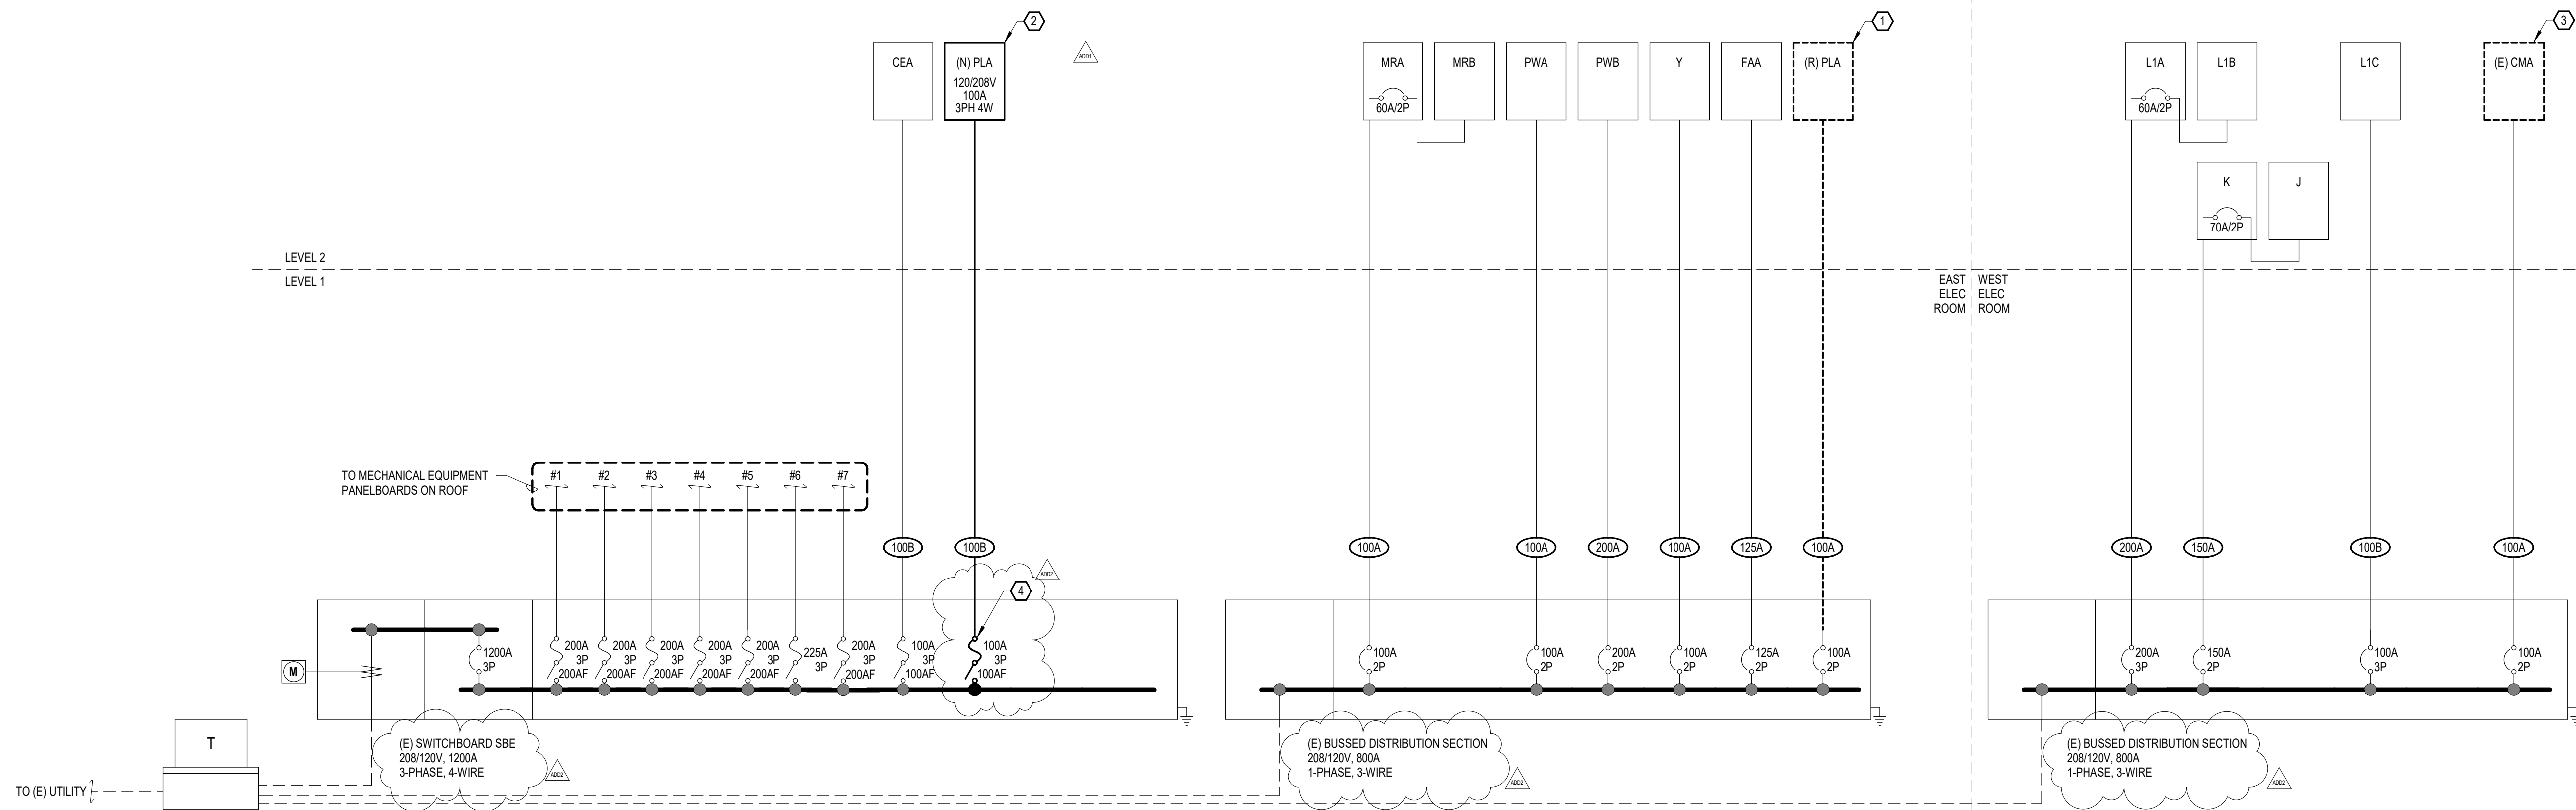 2
1
3
ADD1
CEA
(N) PLA
120/208V
100A
3PH 4W
MRA
60A/2P
MRB
PWA
PWB
Y
FAA
(R) PLA
L1A
60A/2P
L1B
L1C
(E) CMA
K
70A/2P
J
LEVEL 2
LEVEL 1
EAST
ELEC
ROOM
WEST
ELEC
ROOM
TO MECHANICAL EQUIPMENT
PANELBOARDS ON ROOF
#1
#2
#3
#4
#5
#6
#7
100B
100B
100A
100A
200A
100A
125A
100A
200A
150A
100B
100A
ADD2
4
M
1200A
3P
200A
3P
200AF
200A
3P
200AF
200A
3P
200AF
200A
3P
200AF
200A
3P
200AF
225A
3P
200A
3P
200AF
100A
3P
100AF
100A
3P
100AF
100A
2P
100A
2P
200A
2P
100A
2P
125A
2P
100A
2P
200A
3P
150A
2P
100A
3P
100A
2P
T
TO (E) UTILITY
(E) SWITCHBOARD SBE
208/120V, 1200A
3-PHASE, 4-WIRE
ADD2
(E) BUSSED DISTRIBUTION SECTION
208/120V, 800A
1-PHASE, 3-WIRE
ADD2
(E) BUSSED DISTRIBUTION SECTION
208/120V, 800A
1-PHASE, 3-WIRE
ADD2